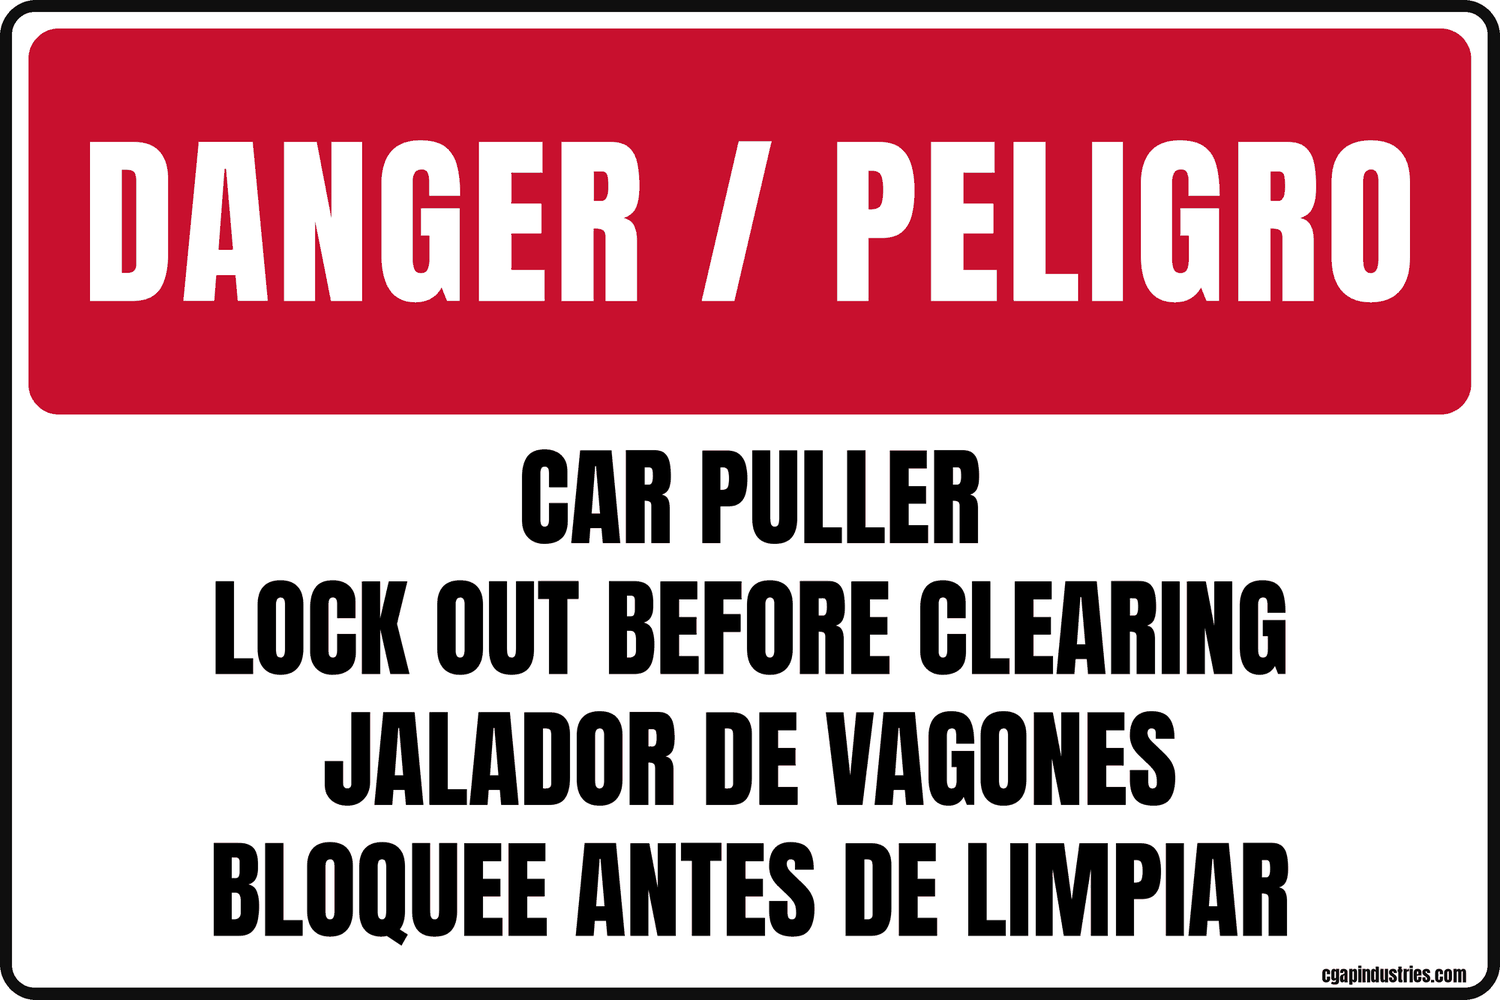 DANGER / PELIGRO
CAR PULLER
LOCK OUT BEFORE CLEARING
JALADOR DE VAGONES
BLOQUEE ANTES DE LIMPIAR
cgapindustries.com